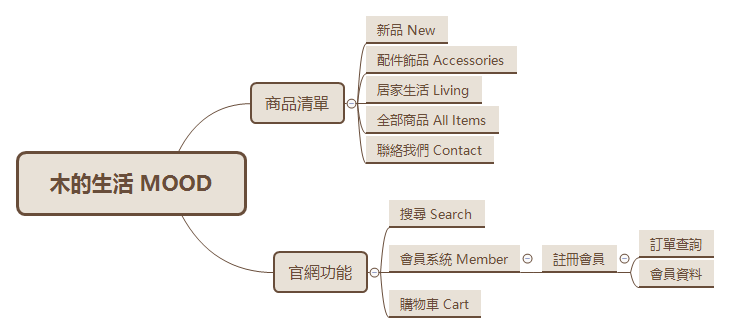 木的生活 MOOD
商品清單
新品 New
配件飾品 Accessories
居家生活 Living
全部商品 All Items
聯絡我們 Contact
官網功能
搜尋 Search
會員系統 Member
註冊會員
訂單查詢
會員資料
購物車 Cart